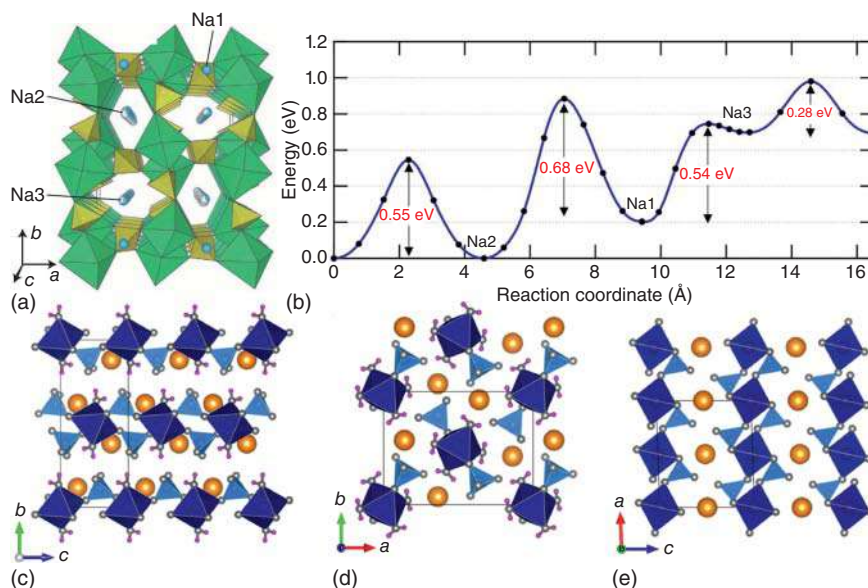 Na1
Na2
Na3
b
c
a
(a)
1.2
1.0
0.8
0.6
0.4
0.2
0.0
Energy (eV)
0.55 eV
Na2
0.68 eV
Na1
0.54 eV
Na3
0.28 eV
0 2 4 6 8 10 12 14 16
Reaction coordinate (Å)
(b)
b
c
(c)
b
a
(d)
a
c
(e)